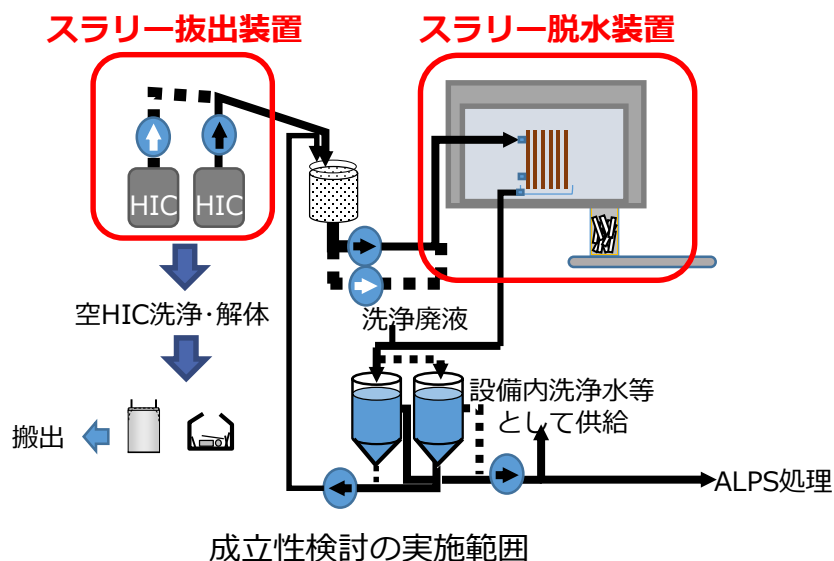 スラリー抜出装置
スラリー脱水装置
HIC
HIC
空HIC洗浄・解体
洗浄廃液
設備内洗浄水等
として供給
搬出
ALPS処理
成立性検討の実施範囲